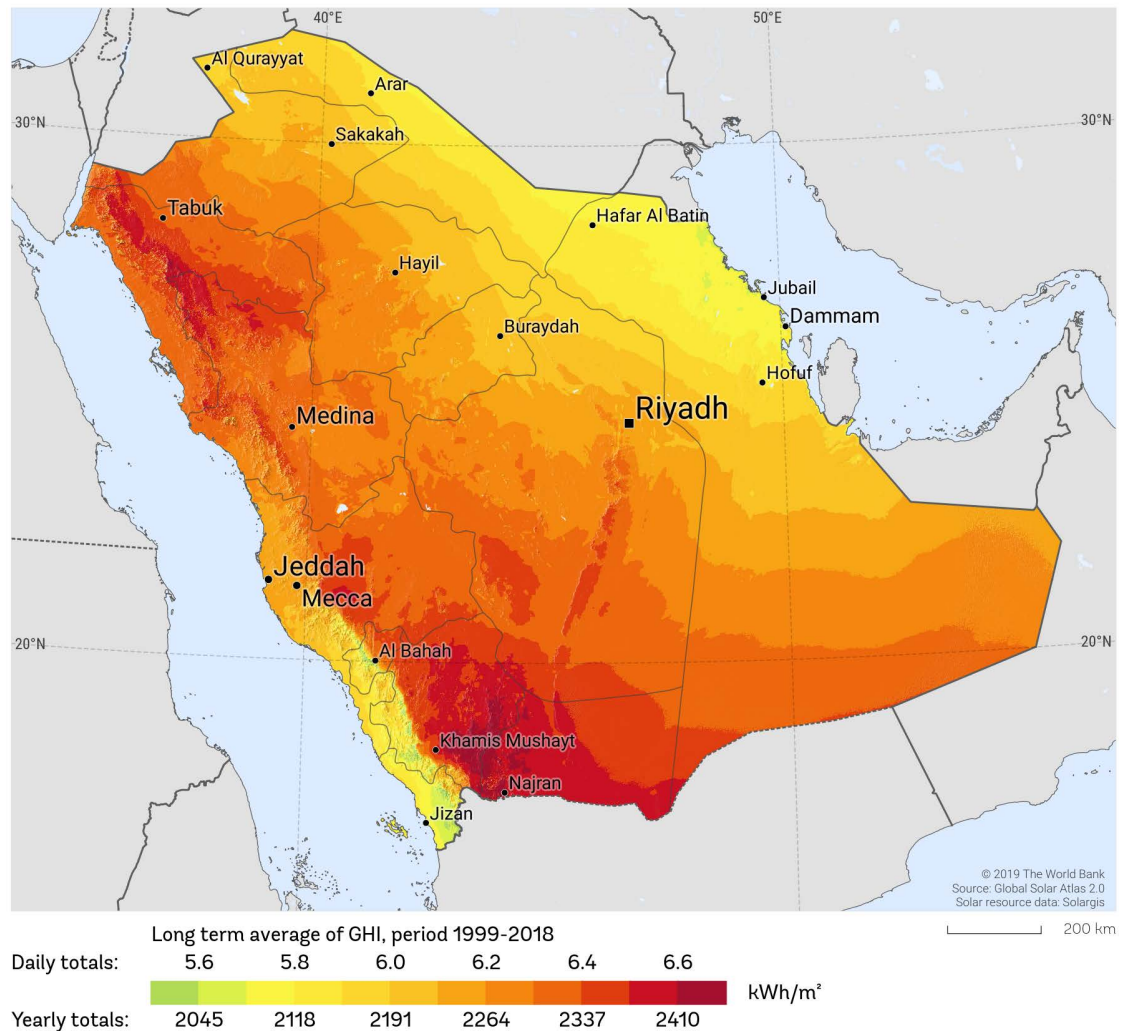 40°E 50°E
Al Qurayyat
Arar
30°N 30°N
Sakakah
Tabuk
Hafar Al Batin
Hayil
Jubail
Dammam
Buraydah
Hofuf
Riyadh
Medina
Jeddah
Mecca
20°N 20°N
Al Bahah
Khamis Mushayt
Najran
Jizan
© 2019 The World Bank
Source: Global Solar Atlas 2.0
Solar resource data: Solargis
200 km
Long term average of GHI, period 1999-2018
Daily totals: 5.6 5.8 6.0 6.2 6.4 6.6
kWh/m²
Yearly totals: 2045 2118 2191 2264 2337 2410